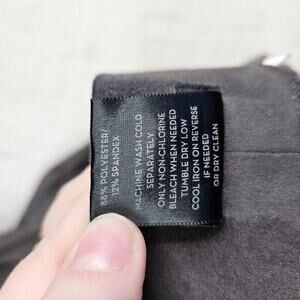 88% POLYESTER/
12% SPANDEX
MACHINE WASH COLD
SEPARATELY
ONLY NON-CHLORINE
BLEACH WHEN NEEDED
TUMBLE DRY LOW
COOL IRON ON REVERSE
IF NEEDED
OR DRY CLEAN